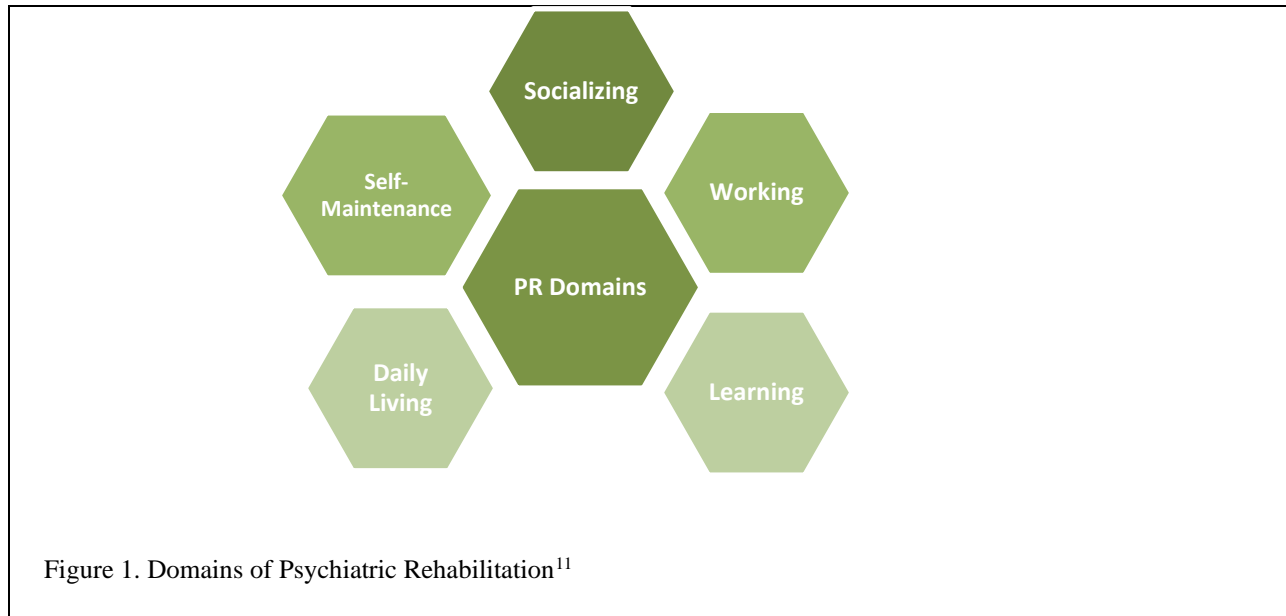 Socializing
Self-
Maintenance
Working
PR Domains
Daily
Living
Learning
Figure 1. Domains of Psychiatric Rehabilitation¹¹